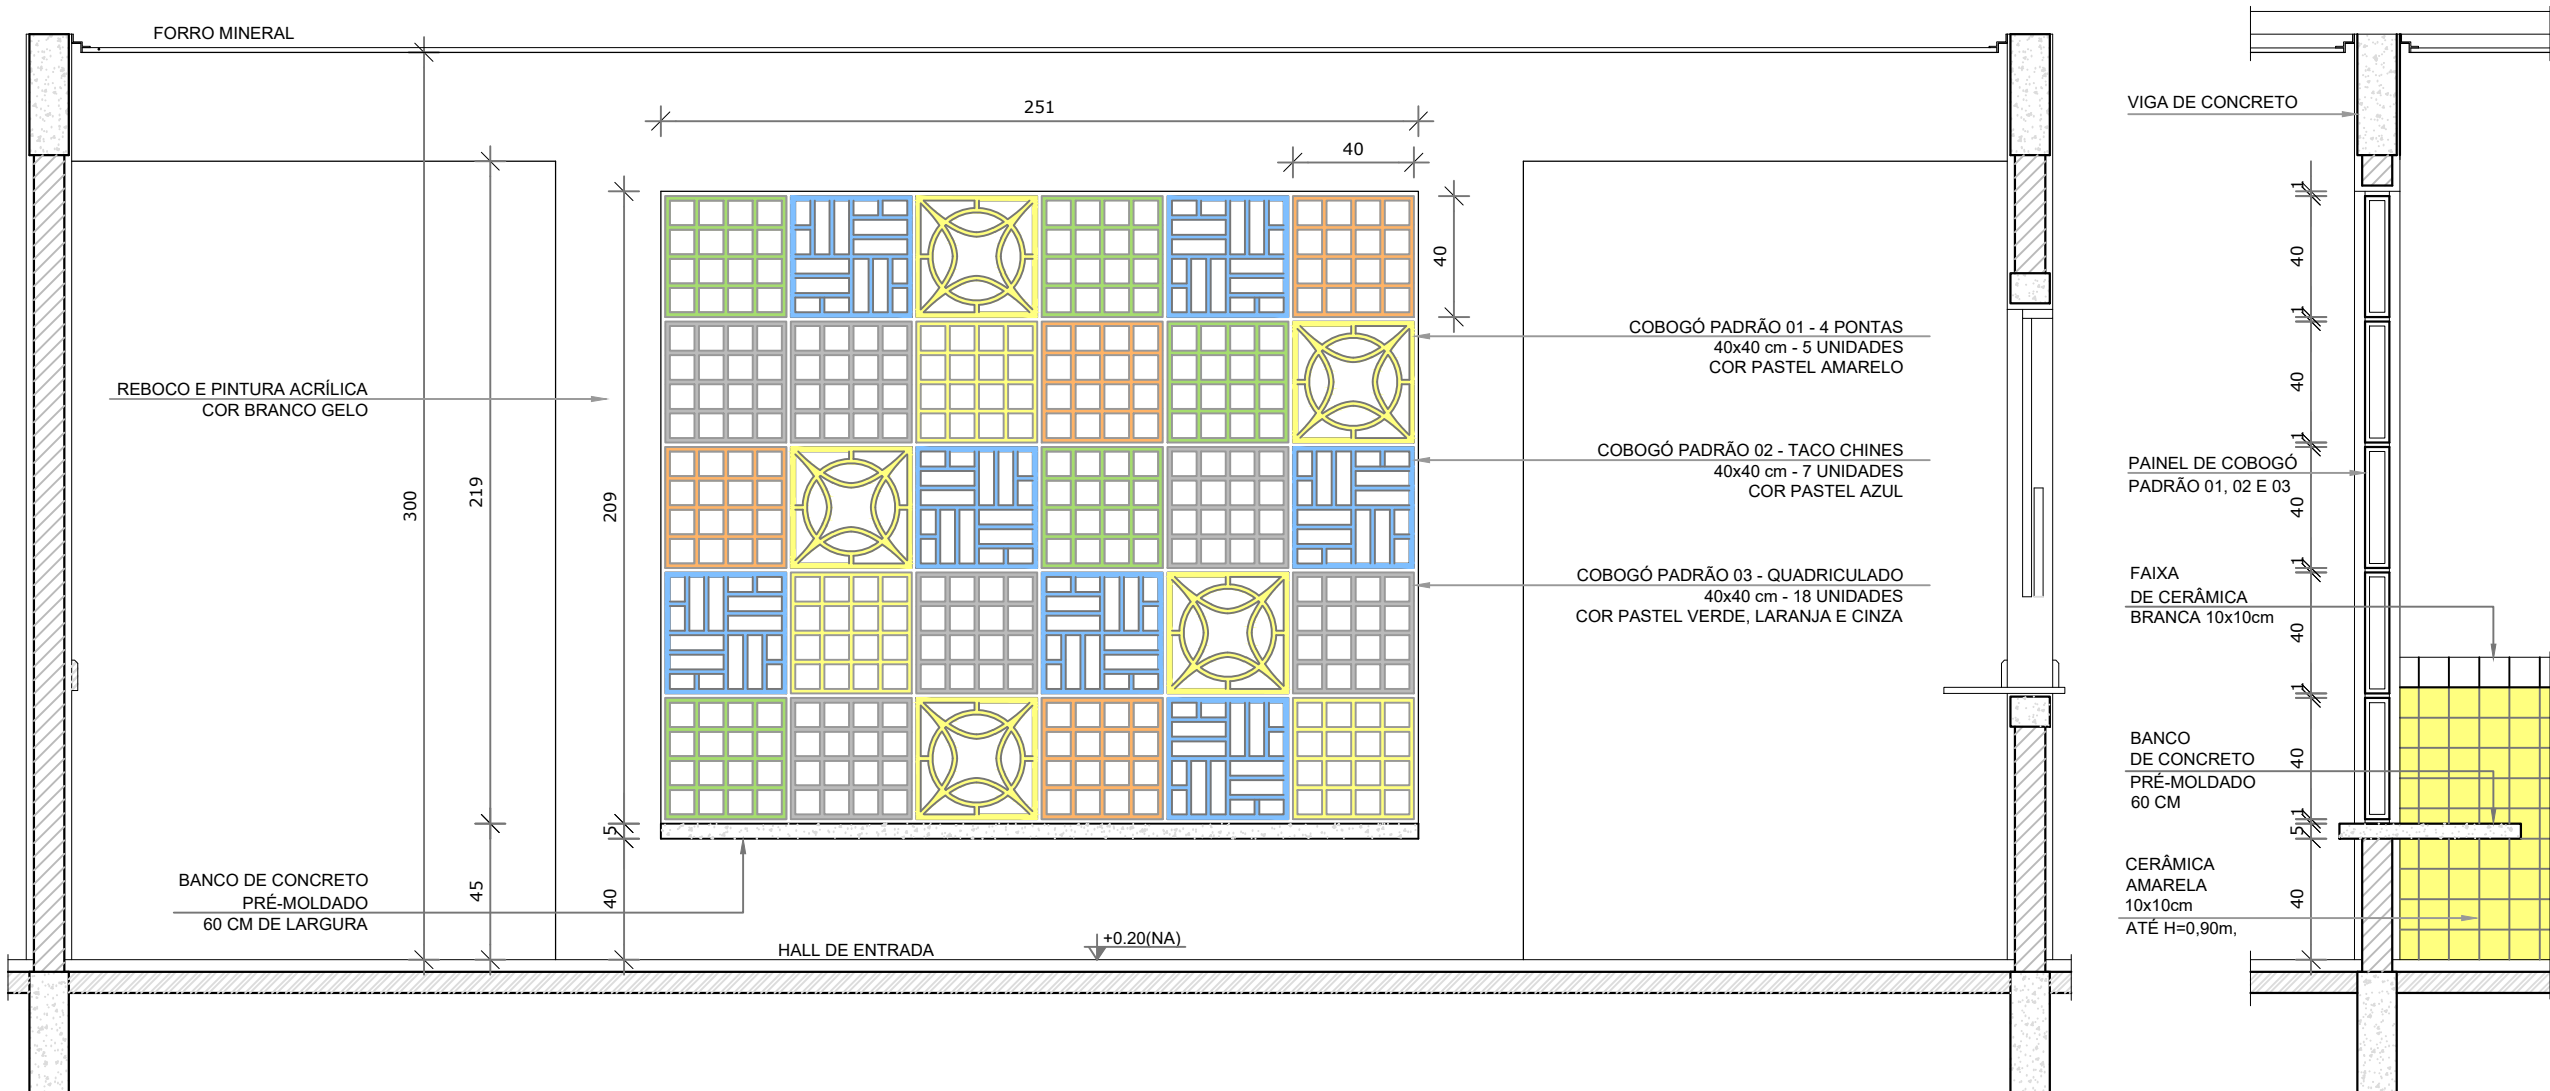 FORRO MINERAL
251
40
40
300
219
209
5
45
40
REBOCO E PINTURA ACRÍLICA
COR BRANCO GELO
COBOGÓ PADRÃO 01 - 4 PONTAS
40x40 cm - 5 UNIDADES
COR PASTEL AMARELO
COBOGÓ PADRÃO 02 - TACO CHINES
40x40 cm - 7 UNIDADES
COR PASTEL AZUL
COBOGÓ PADRÃO 03 - QUADRICULADO
40x40 cm - 18 UNIDADES
COR PASTEL VERDE, LARANJA E CINZA
BANCO DE CONCRETO
PRÉ-MOLDADO
60 CM DE LARGURA
HALL DE ENTRADA
+0.20(NA)
VIGA DE CONCRETO
PAINEL DE COBOGÓ
PADRÃO 01, 02 E 03
FAIXA
DE CERÂMICA
BRANCA 10x10cm
BANCO
DE CONCRETO
PRÉ-MOLDADO
60 CM
CERÂMICA
AMARELA
10x10cm
ATÉ H=0,90m,
1
40
1
40
1
40
1
40
1
40
1
5
40